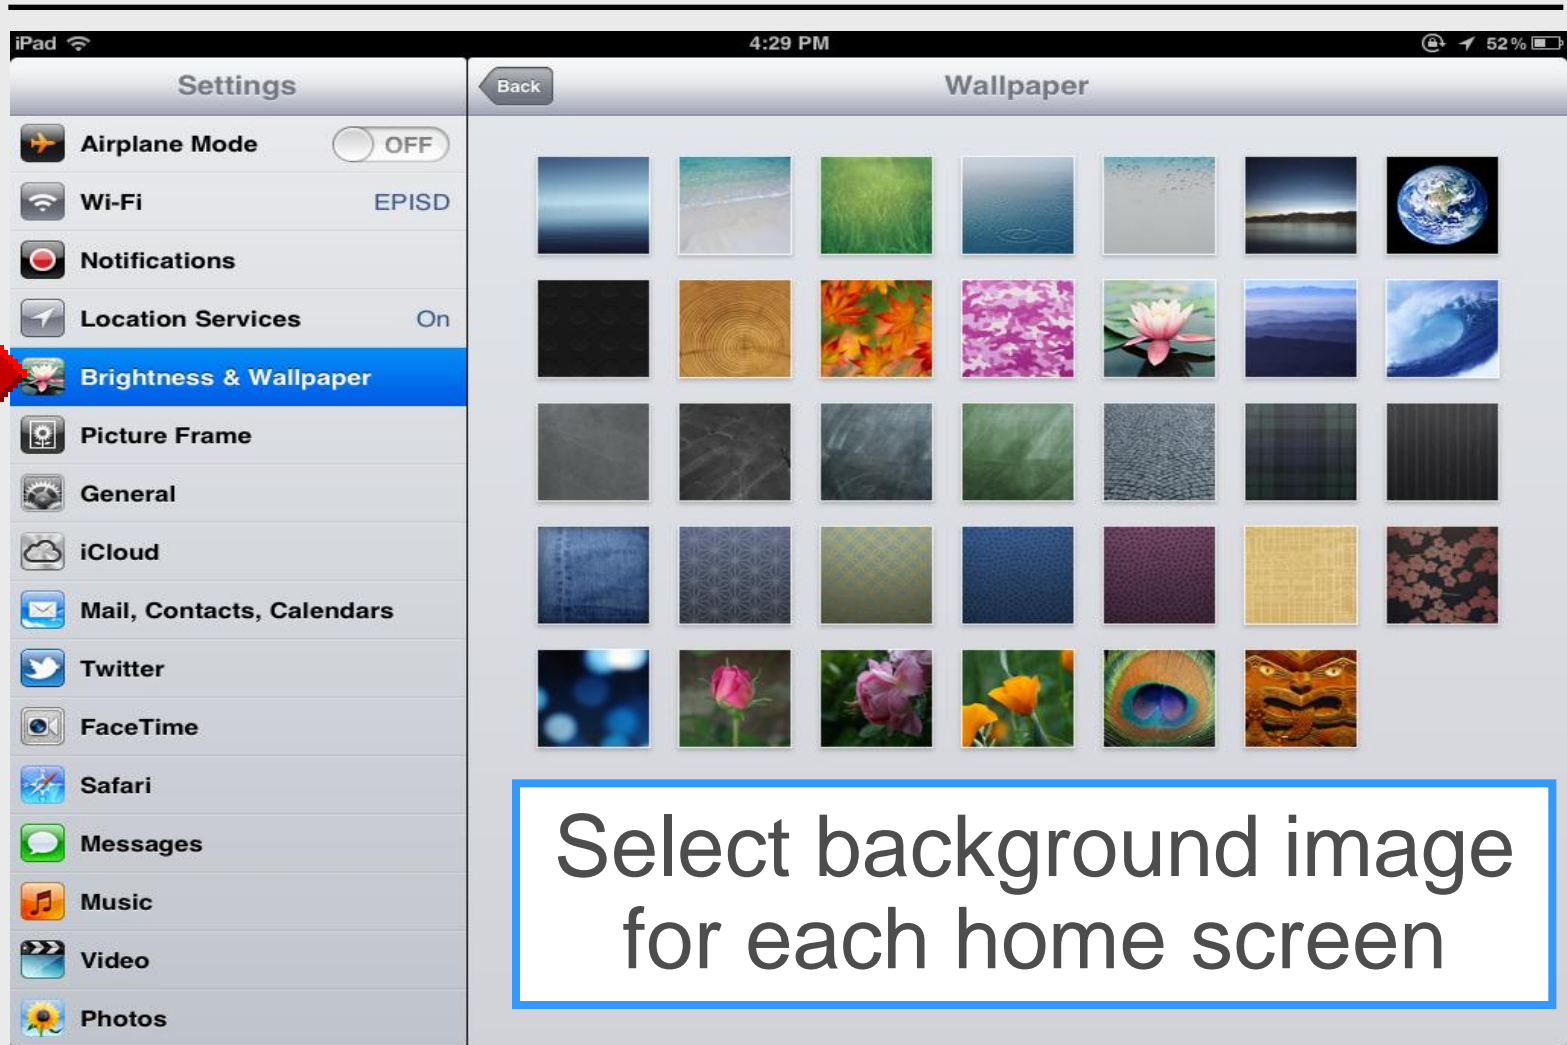 iPad
4:29 PM
52%
Settings
Back
Wallpaper
Airplane Mode
OFF
Wi-Fi
EPISD
Notifications
Location Services
On
Brightness & Wallpaper
Picture Frame
General
iCloud
Mail, Contacts, Calendars
Twitter
FaceTime
Safari
Messages
Music
Video
Photos
Select background image
for each home screen